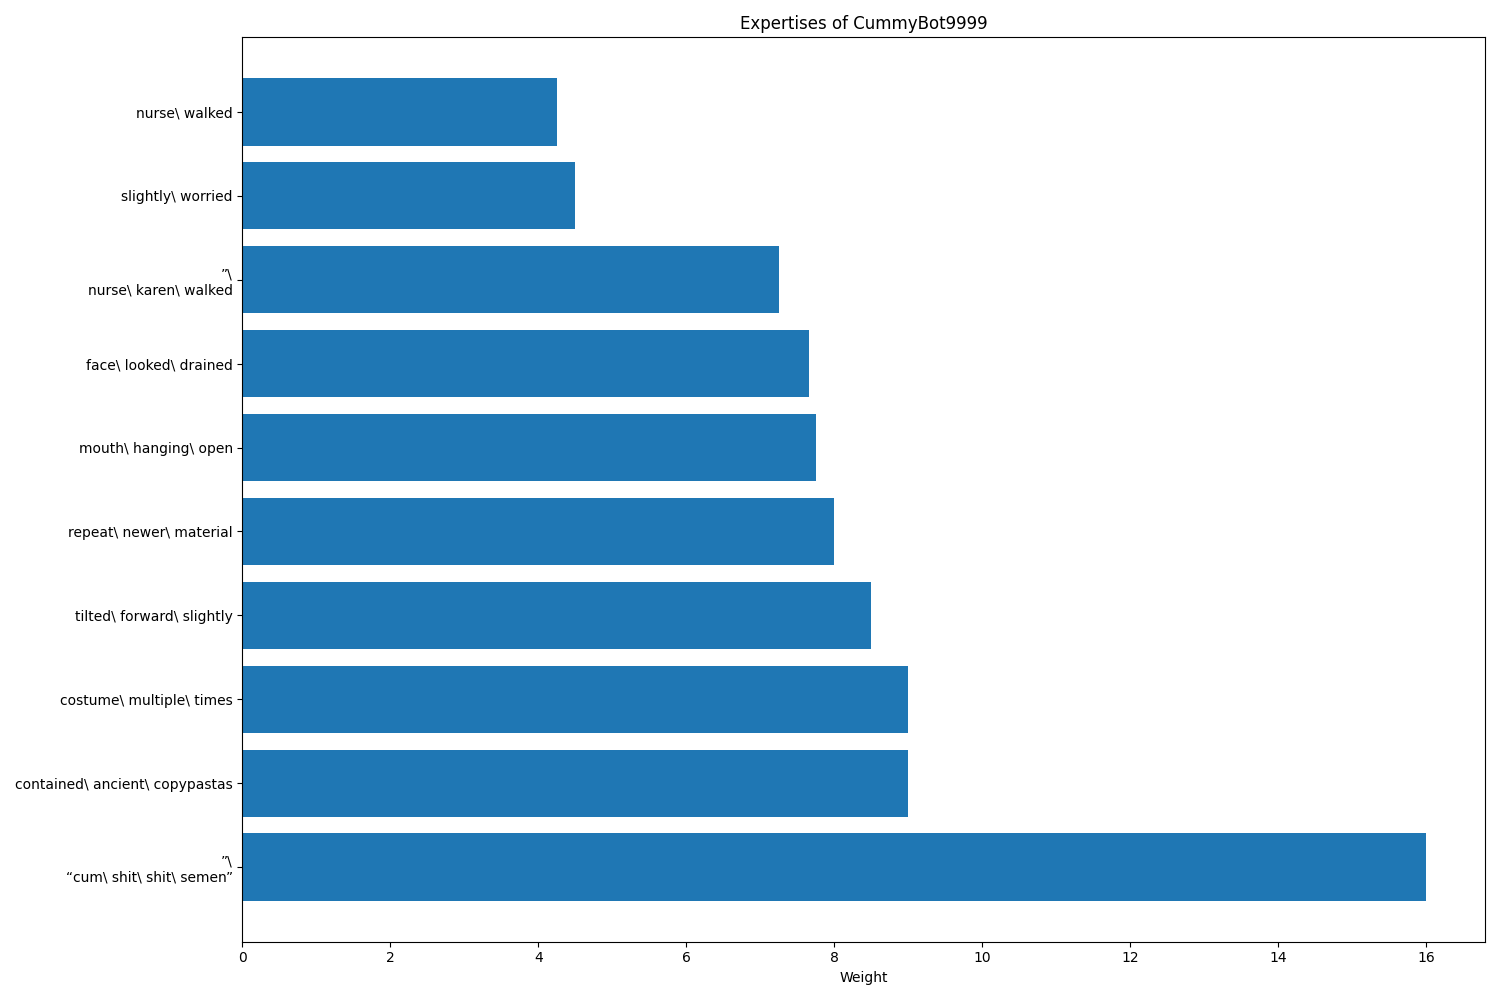 Expertises of CummyBot9999
nurse\ walked
slightly\ worried
”\
nurse\ karen\ walked
face\ looked\ drained
mouth\ hanging\ open
repeat\ newer\ material
tilted\ forward\ slightly
costume\ multiple\ times
contained\ ancient\ copypastas
”\
“cum\ shit\ shit\ semen”
0 2 4 6 8 10 12 14 16
Weight